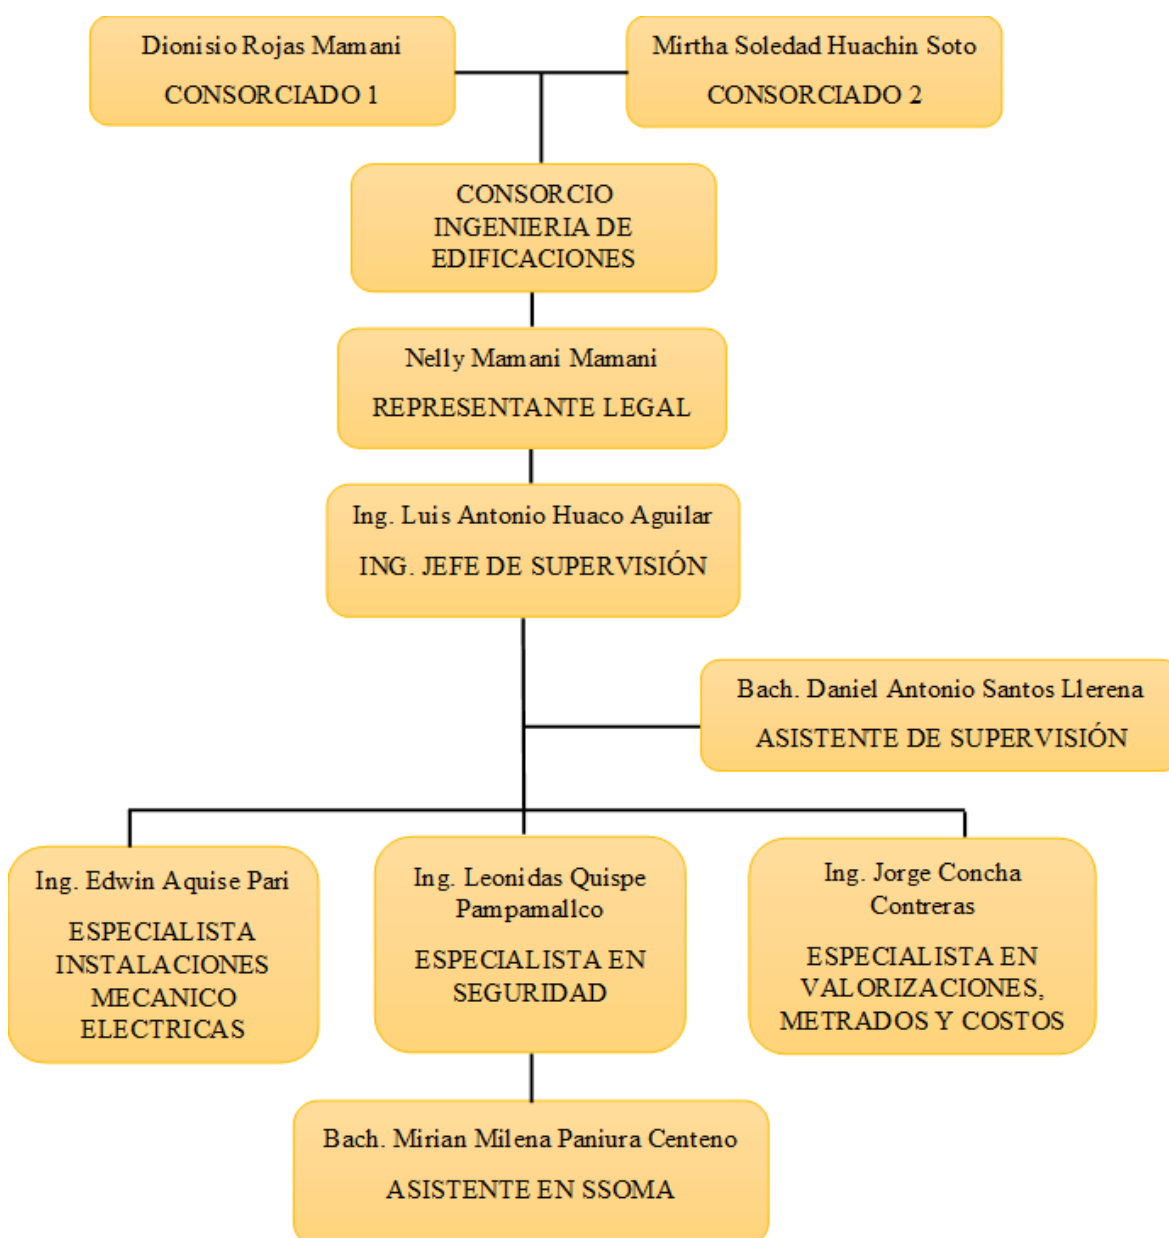 Dionisio Rojas Mamani
CONSORCIADO 1
Mirtha Soledad Huachin Soto
CONSORCIADO 2
CONSORCIO
INGENIERIA DE
EDIFICACIONES
Nelly Mamani Mamani
REPRESENTANTE LEGAL
Ing. Luis Antonio Huaco Aguilar
ING. JEFE DE SUPERVISIÓN
Bach. Daniel Antonio Santos Llerena
ASISTENTE DE SUPERVISIÓN
Ing. Edwin Aquise Pari
ESPECIALISTA
INSTALACIONES
MECANICO
ELECTRICAS
Ing. Leonidas Quispe
Pampamallco
ESPECIALISTA EN
SEGURIDAD
Ing. Jorge Concha
Contreras
ESPECIALISTA EN
VALORIZACIONES,
METRADOS Y COSTOS
Bach. Mirian Milena Paniura Centeno
ASISTENTE EN SSOMA